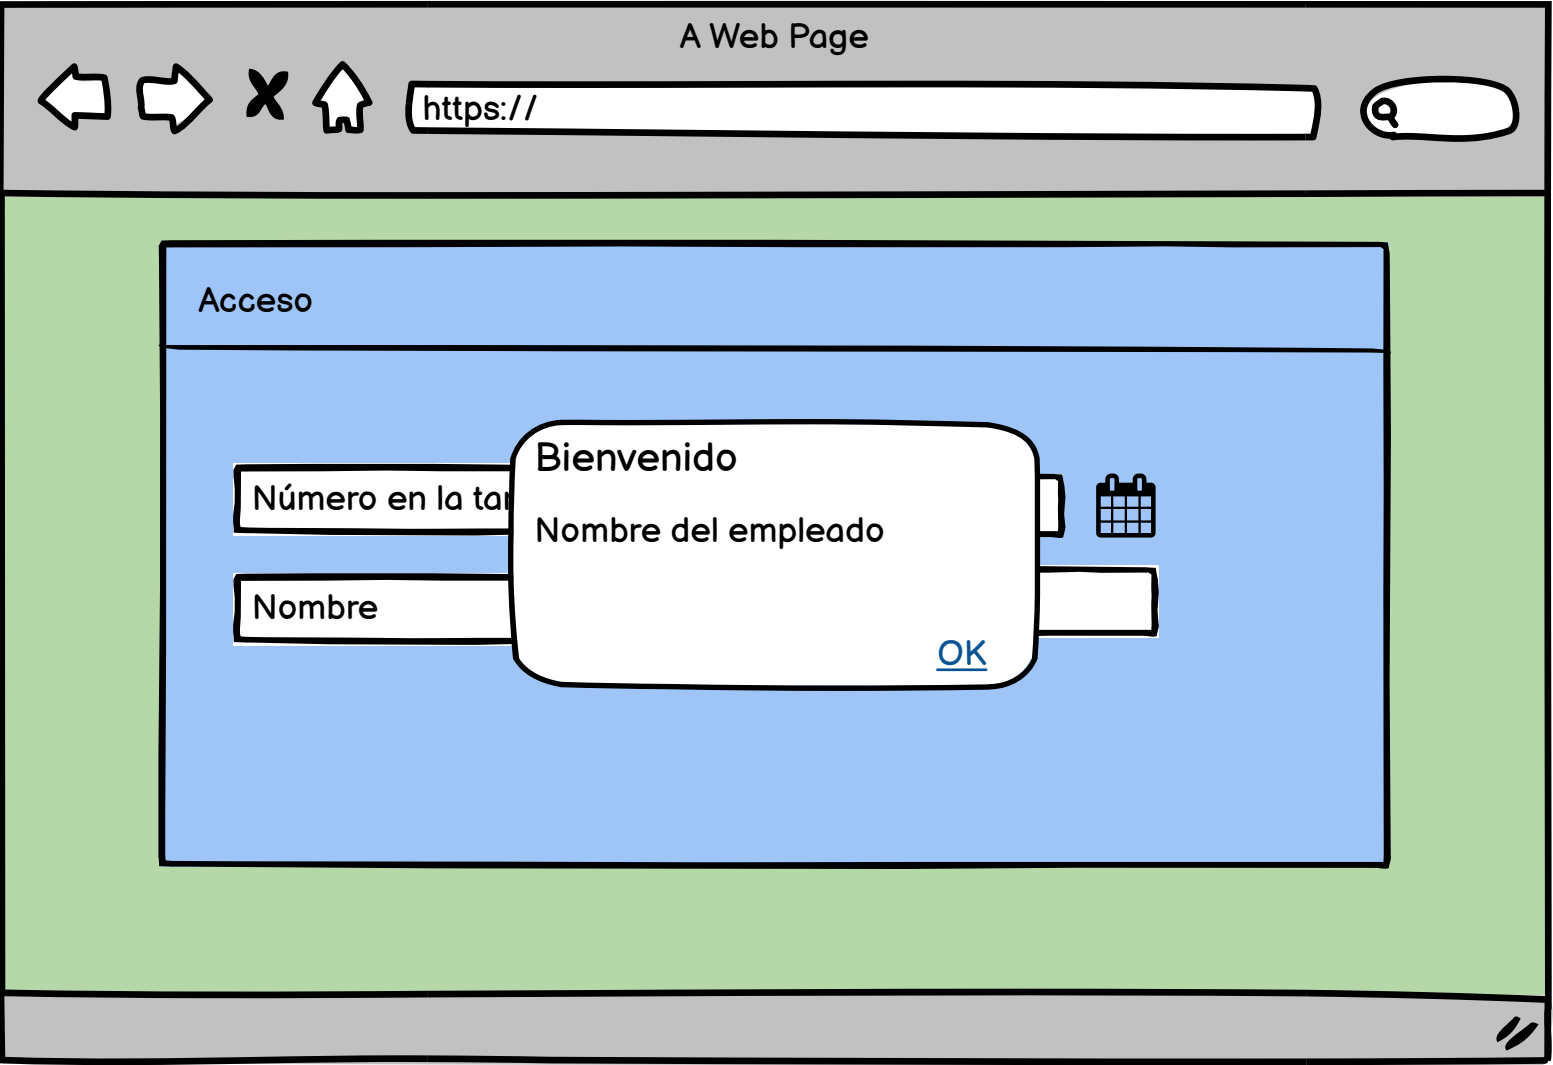 A Web Page
https://
Acceso
Bienvenido
Número en la tar
Nombre del empleado
Nombre
OK